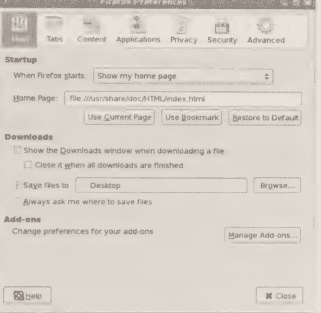 Firefox Preferences
Main Tabs Content Applications Privacy Security Advanced
Startup
When Firefox starts: Show my home page
Home Page: file:///usr/share/doc/HTML/index.html
Use Current Page Use Bookmark Restore to Default
Downloads
Show the Downloads window when downloading a file
Close it when all downloads are finished
Save files to Desktop Browse...
Always ask me where to save files
Add-ons
Change preferences for your add-ons Manage Add-ons...
Help Close